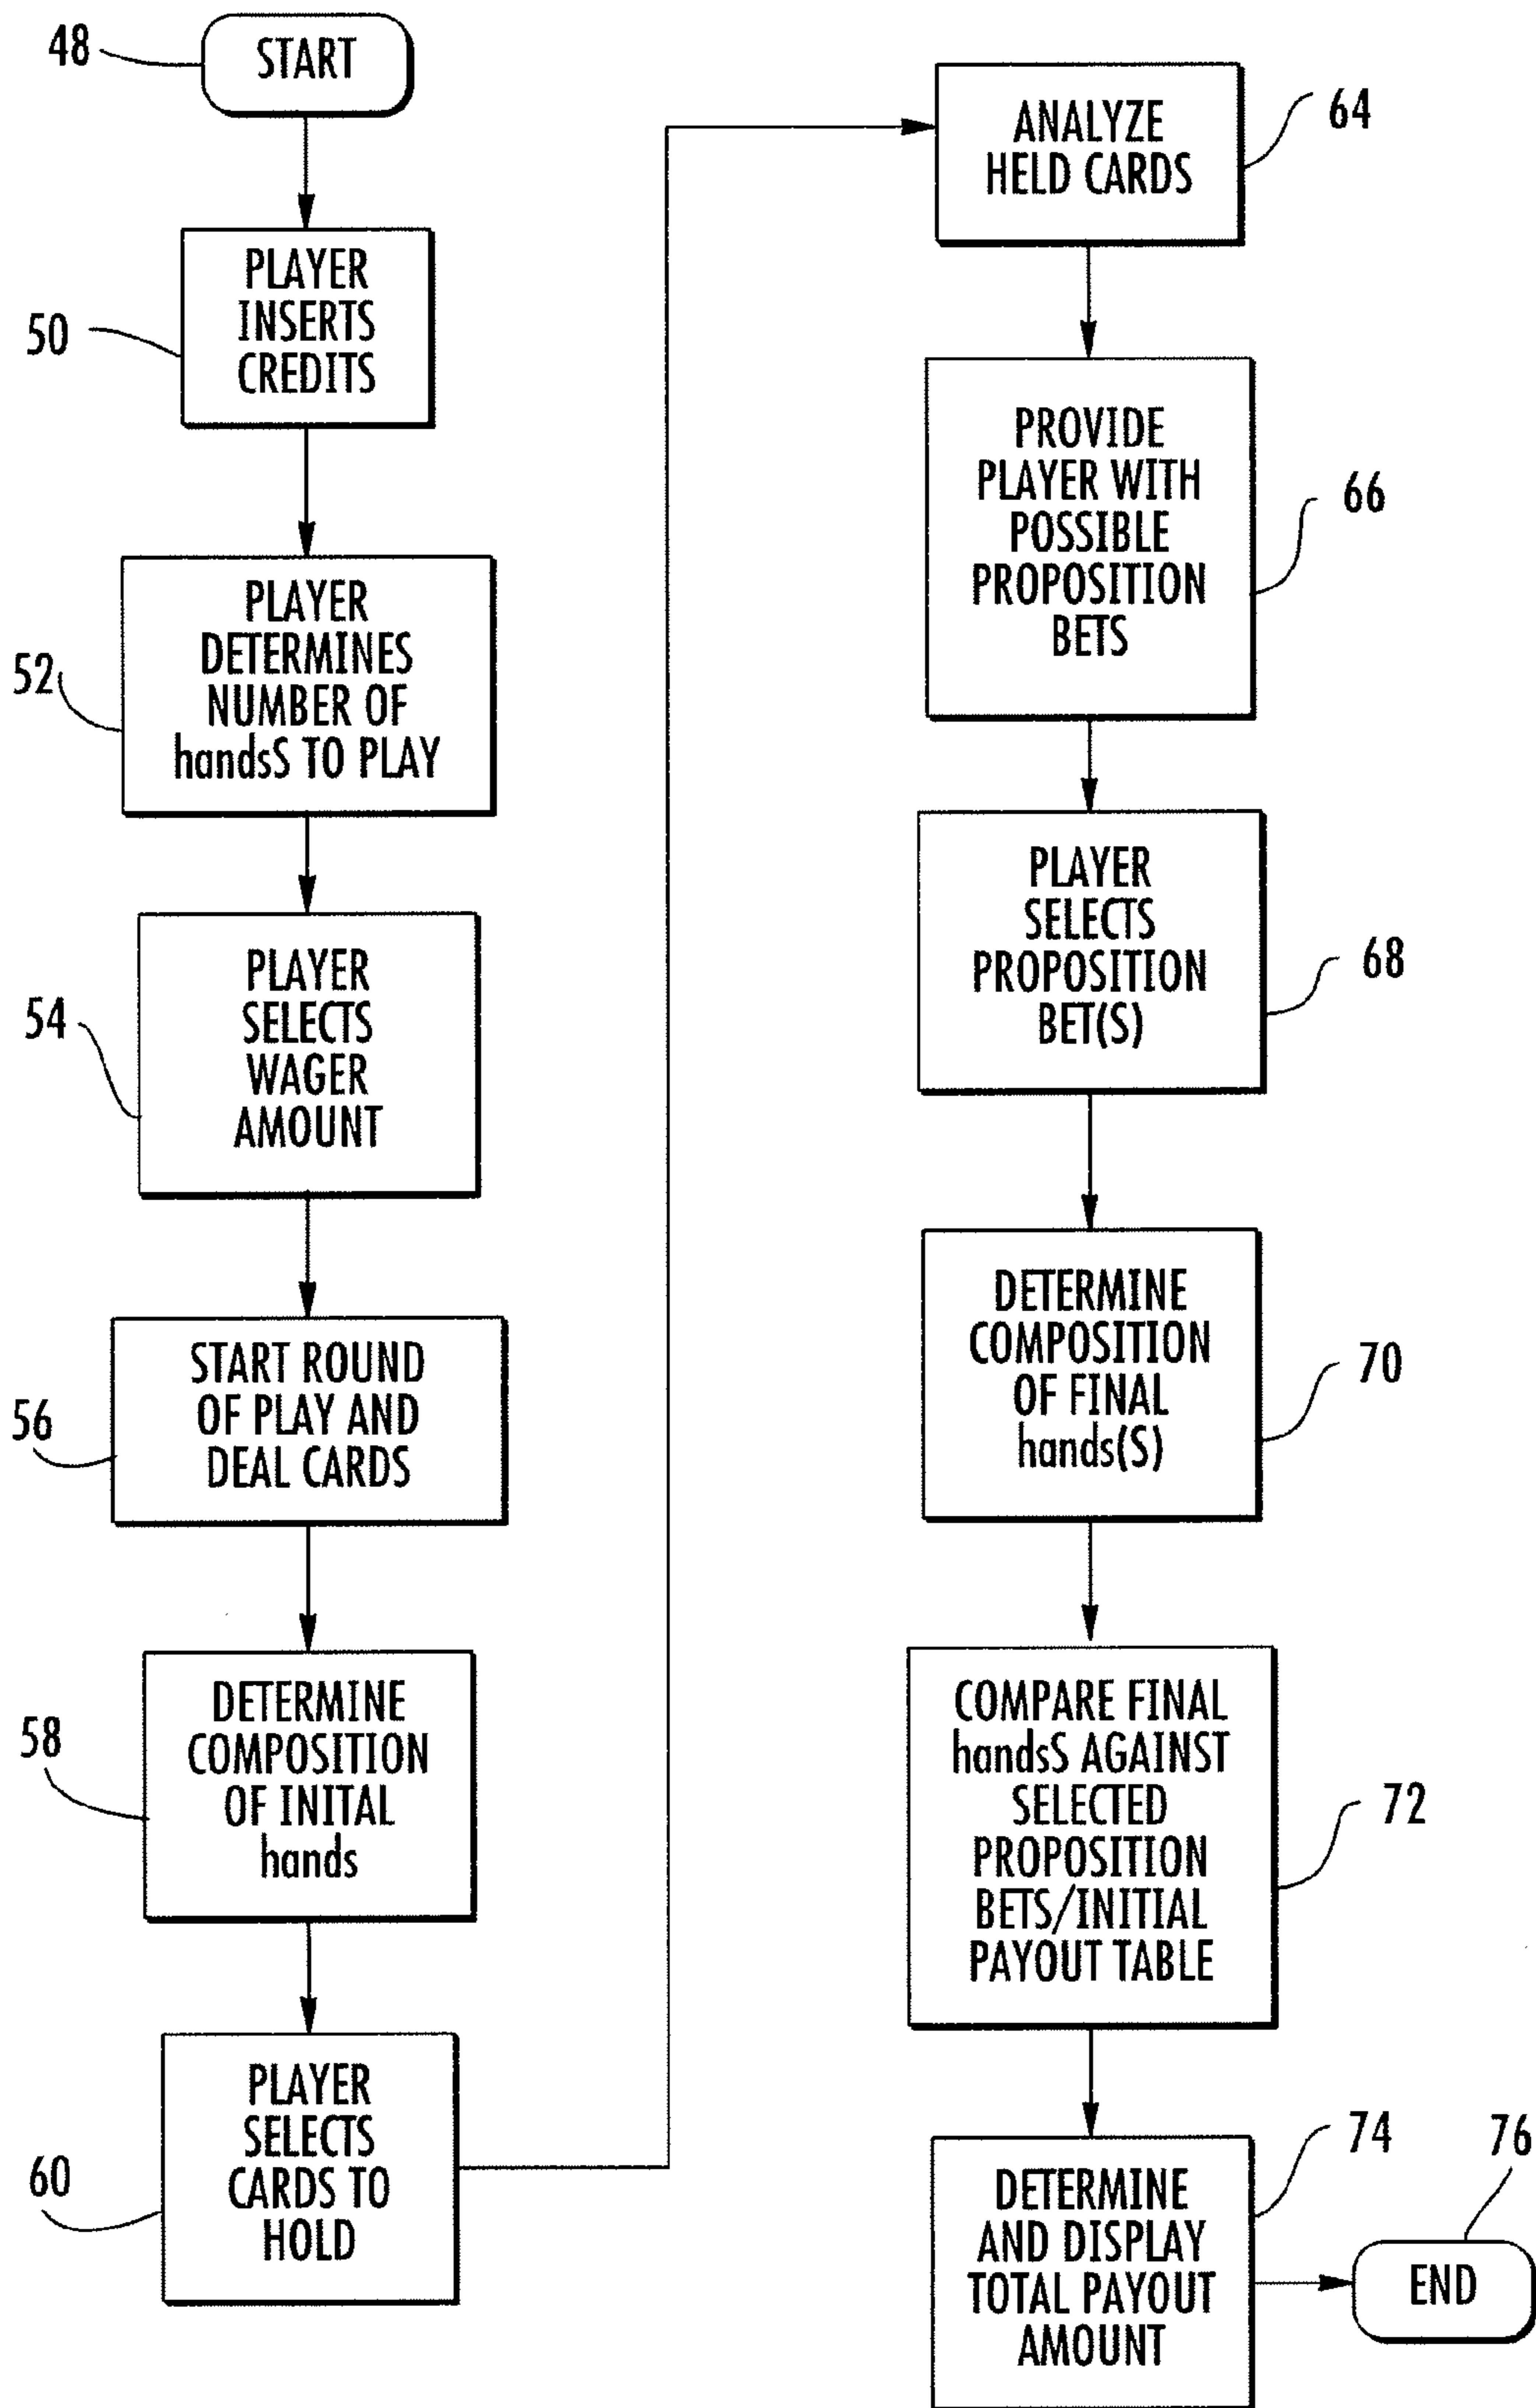 48
START
50
PLAYER
INSERTS
CREDITS
52
PLAYER
DETERMINES
NUMBER OF
handsS TO PLAY
54
PLAYER
SELECTS
WAGER
AMOUNT
56
START ROUND
OF PLAY AND
DEAL CARDS
58
DETERMINE
COMPOSITION
OF INITAL
hands
60
PLAYER
SELECTS
CARDS TO
HOLD
ANALYZE
HELD CARDS
64
PROVIDE
PLAYER WITH
POSSIBLE
PROPOSITION
BETS
66
PLAYER
SELECTS
PROPOSITION
BET(S)
68
DETERMINE
COMPOSITION
OF FINAL
hands(S)
70
COMPARE FINAL
handsS AGAINST
SELECTED
PROPOSITION
BETS/INITIAL
PAYOUT TABLE
72
DETERMINE
AND DISPLAY
TOTAL PAYOUT
AMOUNT
74
76
END